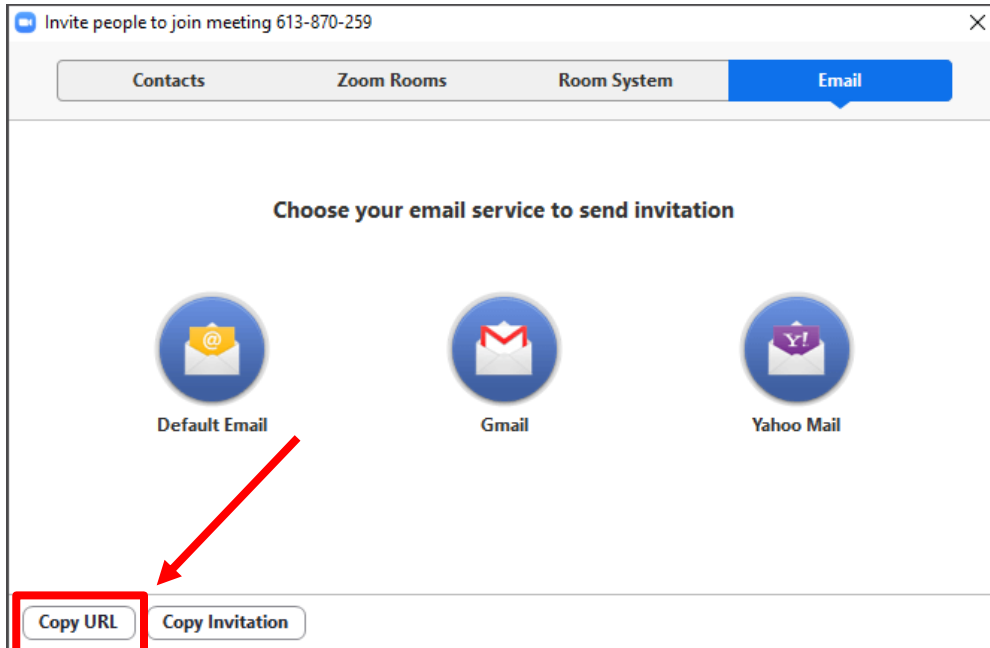 Invite people to join meeting 613-870-259
Contacts Zoom Rooms Room System Email
Choose your email service to send invitation
@ Y!
Default Email Gmail Yahoo Mail
Copy URL Copy Invitation